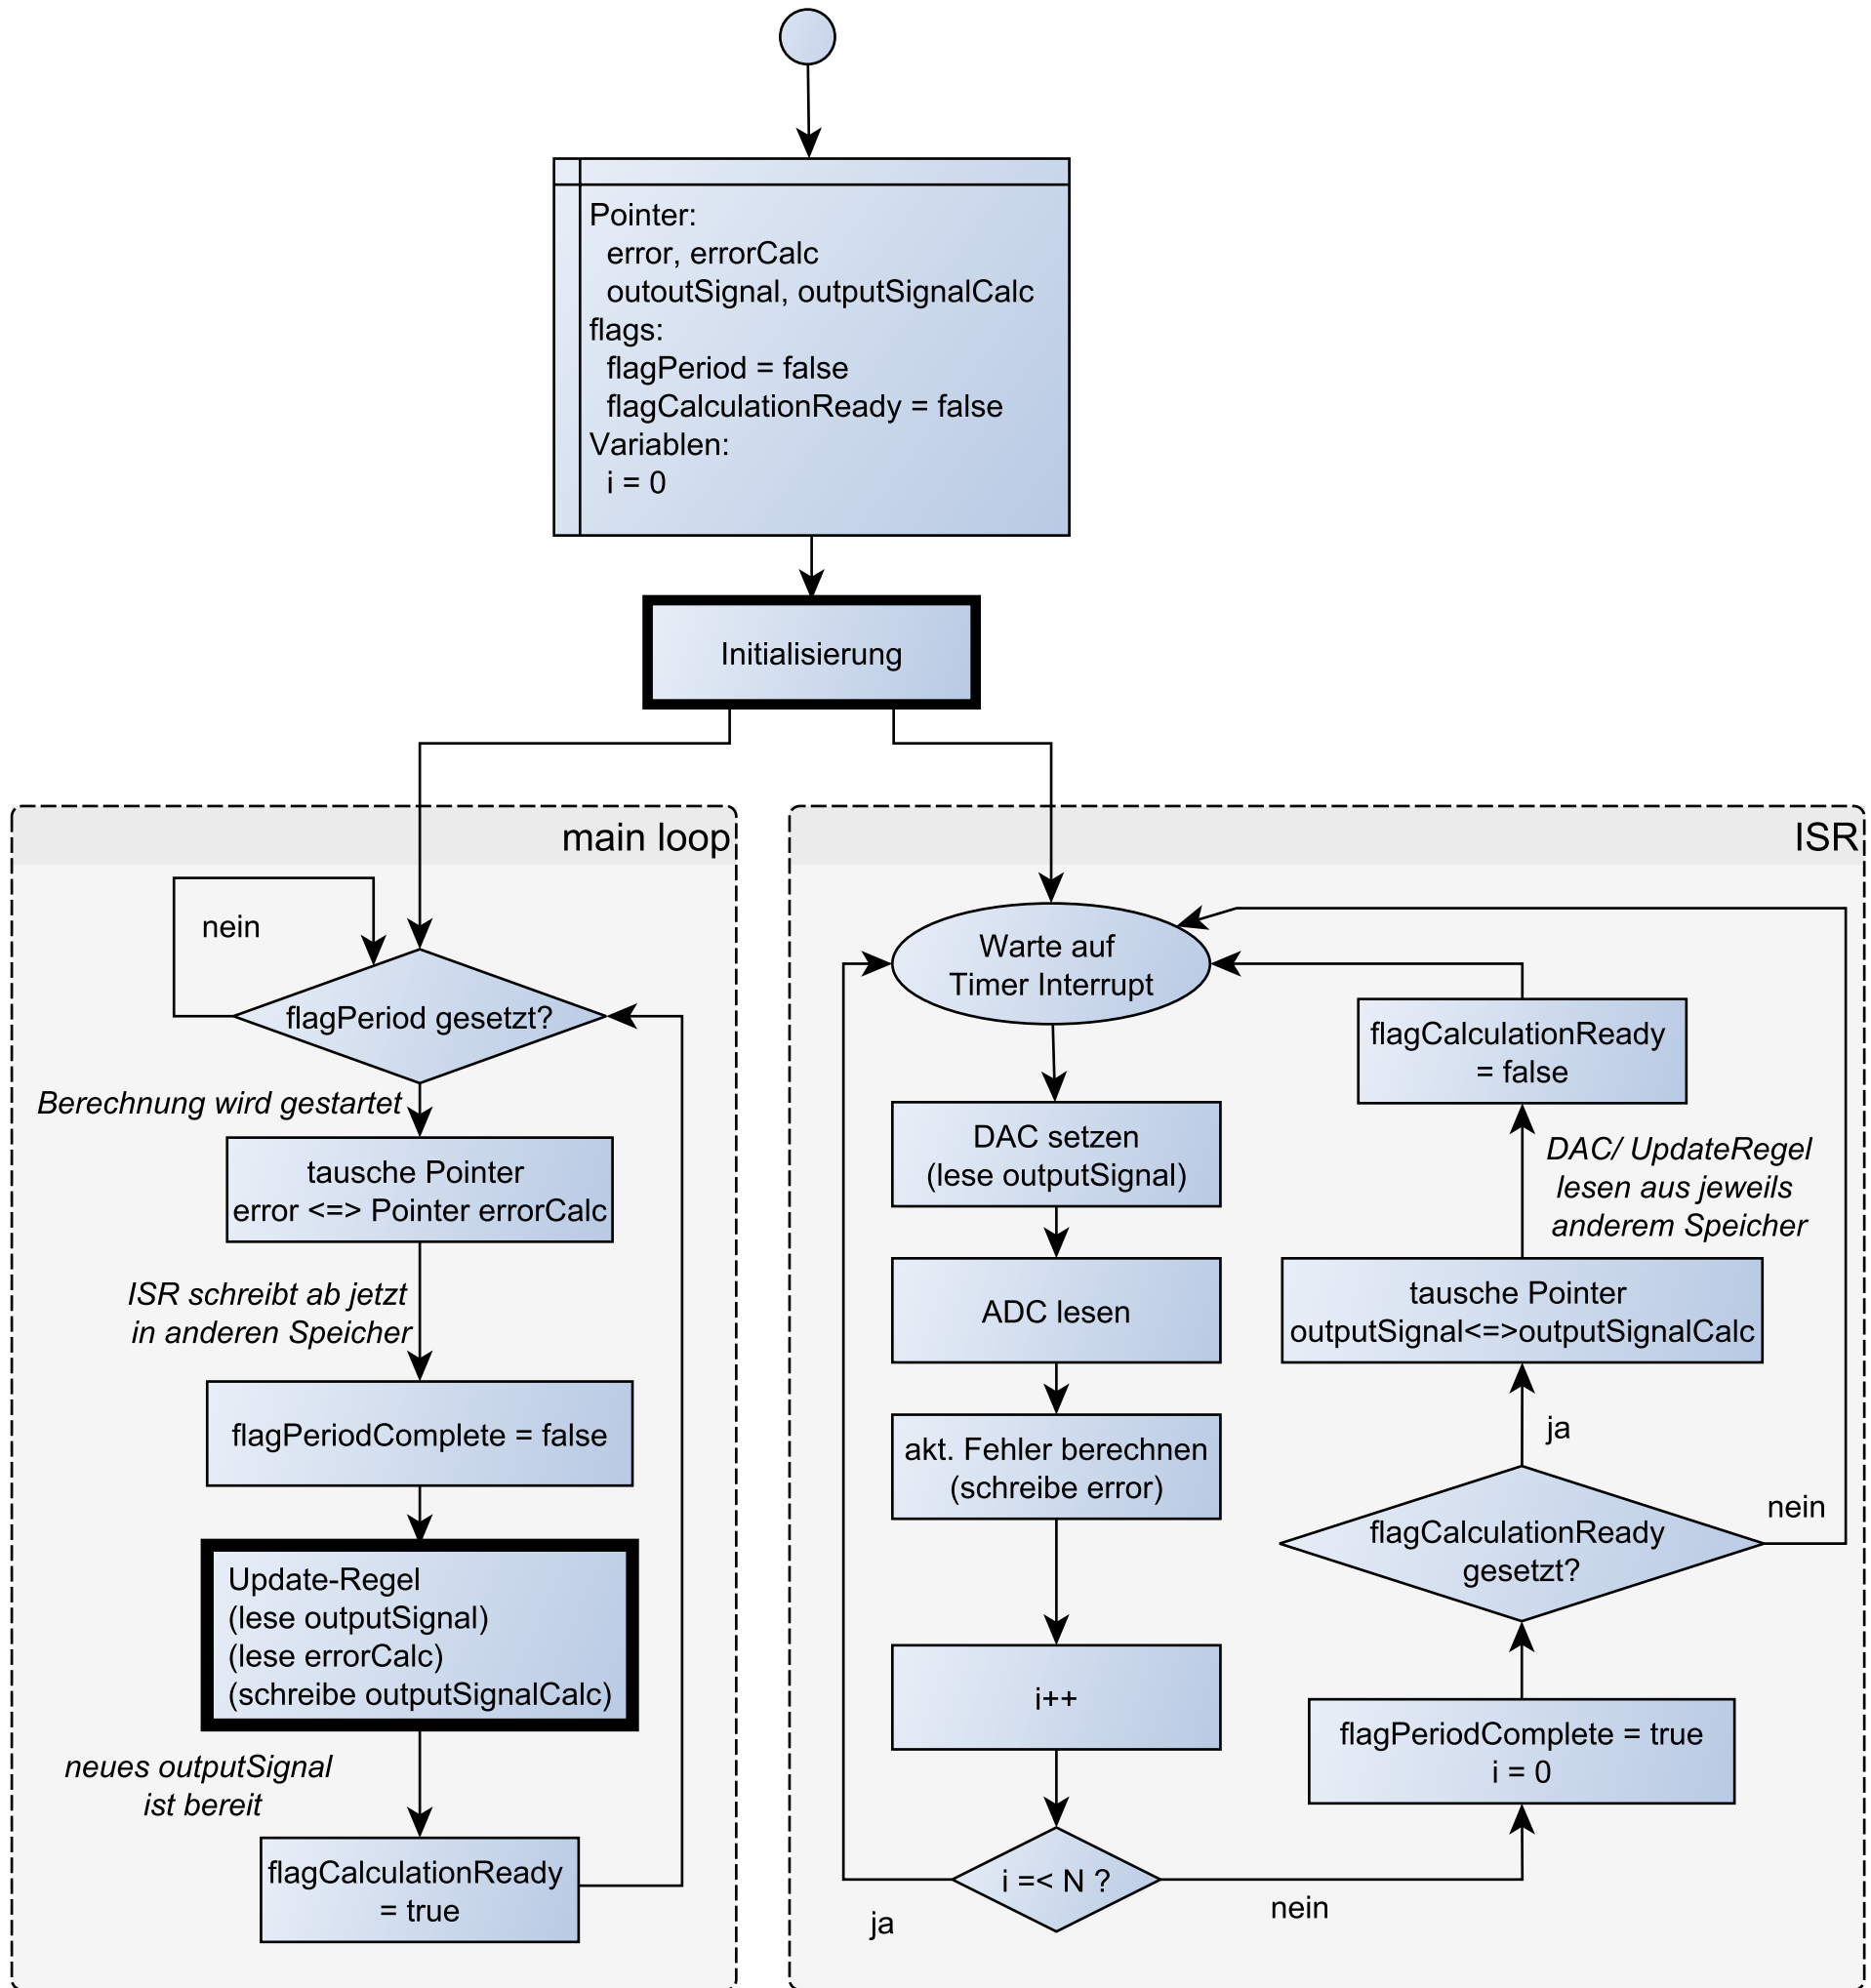 Pointer:
error, errorCalc
outoutSignal, outputSignalCalc
flags:
flagPeriod = false
flagCalculationReady = false
Variablen:
i = 0
Initialisierung
main loop
nein
flagPeriod gesetzt?
Berechnung wird gestartet
tausche Pointer
error <=> Pointer errorCalc
ISR schreibt ab jetzt
in anderen Speicher
flagPeriodComplete = false
Update-Regel
(lese outputSignal)
(lese errorCalc)
(schreibe outputSignalCalc)
neues outputSignal
ist bereit
flagCalculationReady
= true
ISR
Warte auf
Timer Interrupt
DAC setzen
(lese outputSignal)
ADC lesen
akt. Fehler berechnen
(schreibe error)
i++
i =< N ?
ja
nein
flagPeriodComplete = true
i = 0
flagCalculationReady
gesetzt?
nein
ja
tausche Pointer
outputSignal<=>outputSignalCalc
DAC/ UpdateRegel
lesen aus jeweils
anderem Speicher
flagCalculationReady
= false